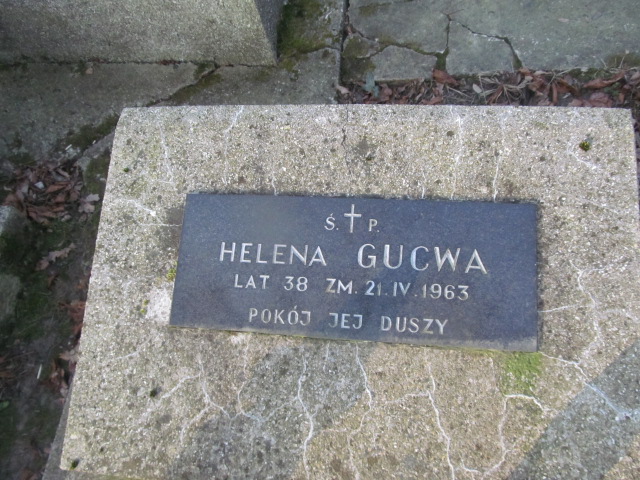 Ś. P.
HELENA GUCWA
LAT 38 ZM. 21.IV.1963
POKÓJ JEJ DUSZY